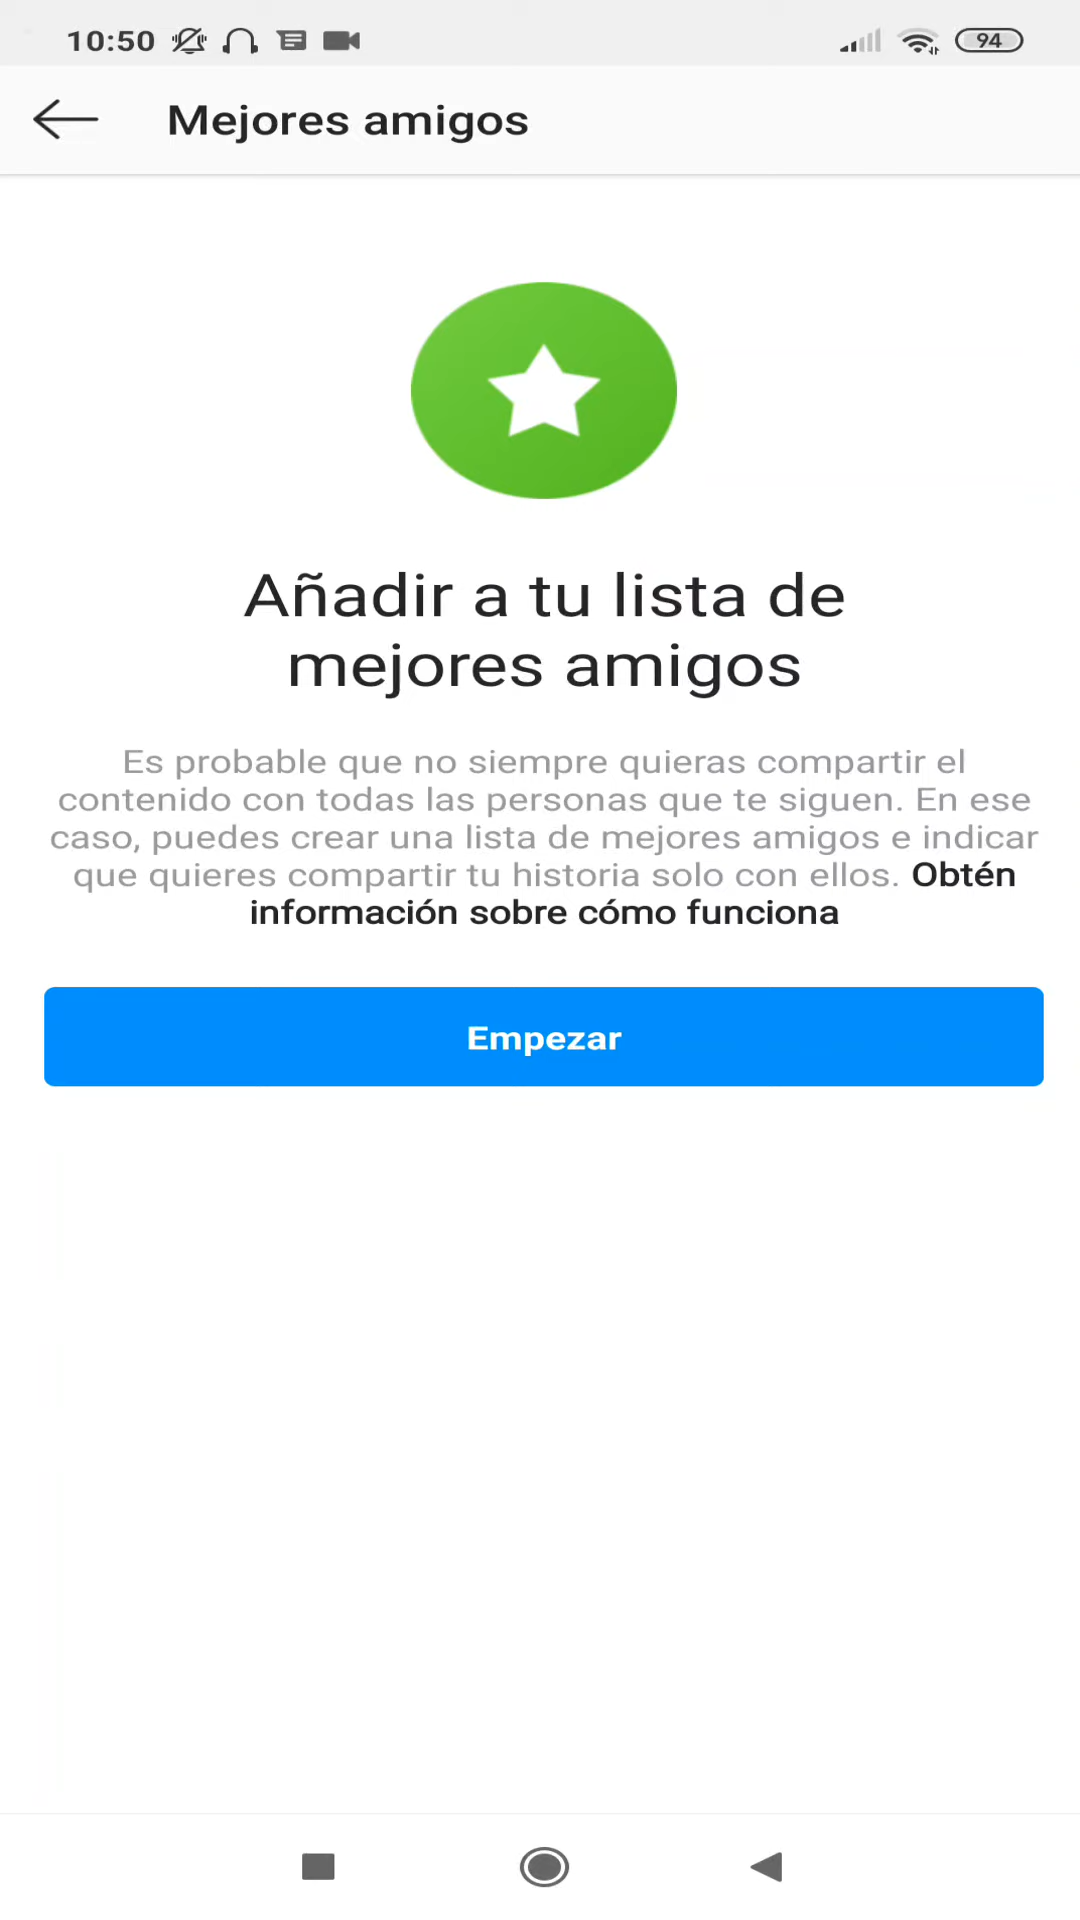 10:50
94
Mejores amigos
Añadir a tu lista de
mejores amigos
Es probable que no siempre quieras compartir el
contenido con todas las personas que te siguen. En ese
caso, puedes crear una lista de mejores amigos e indicar
que quieres compartir tu historia solo con ellos. Obtén
información sobre cómo funciona
Empezar